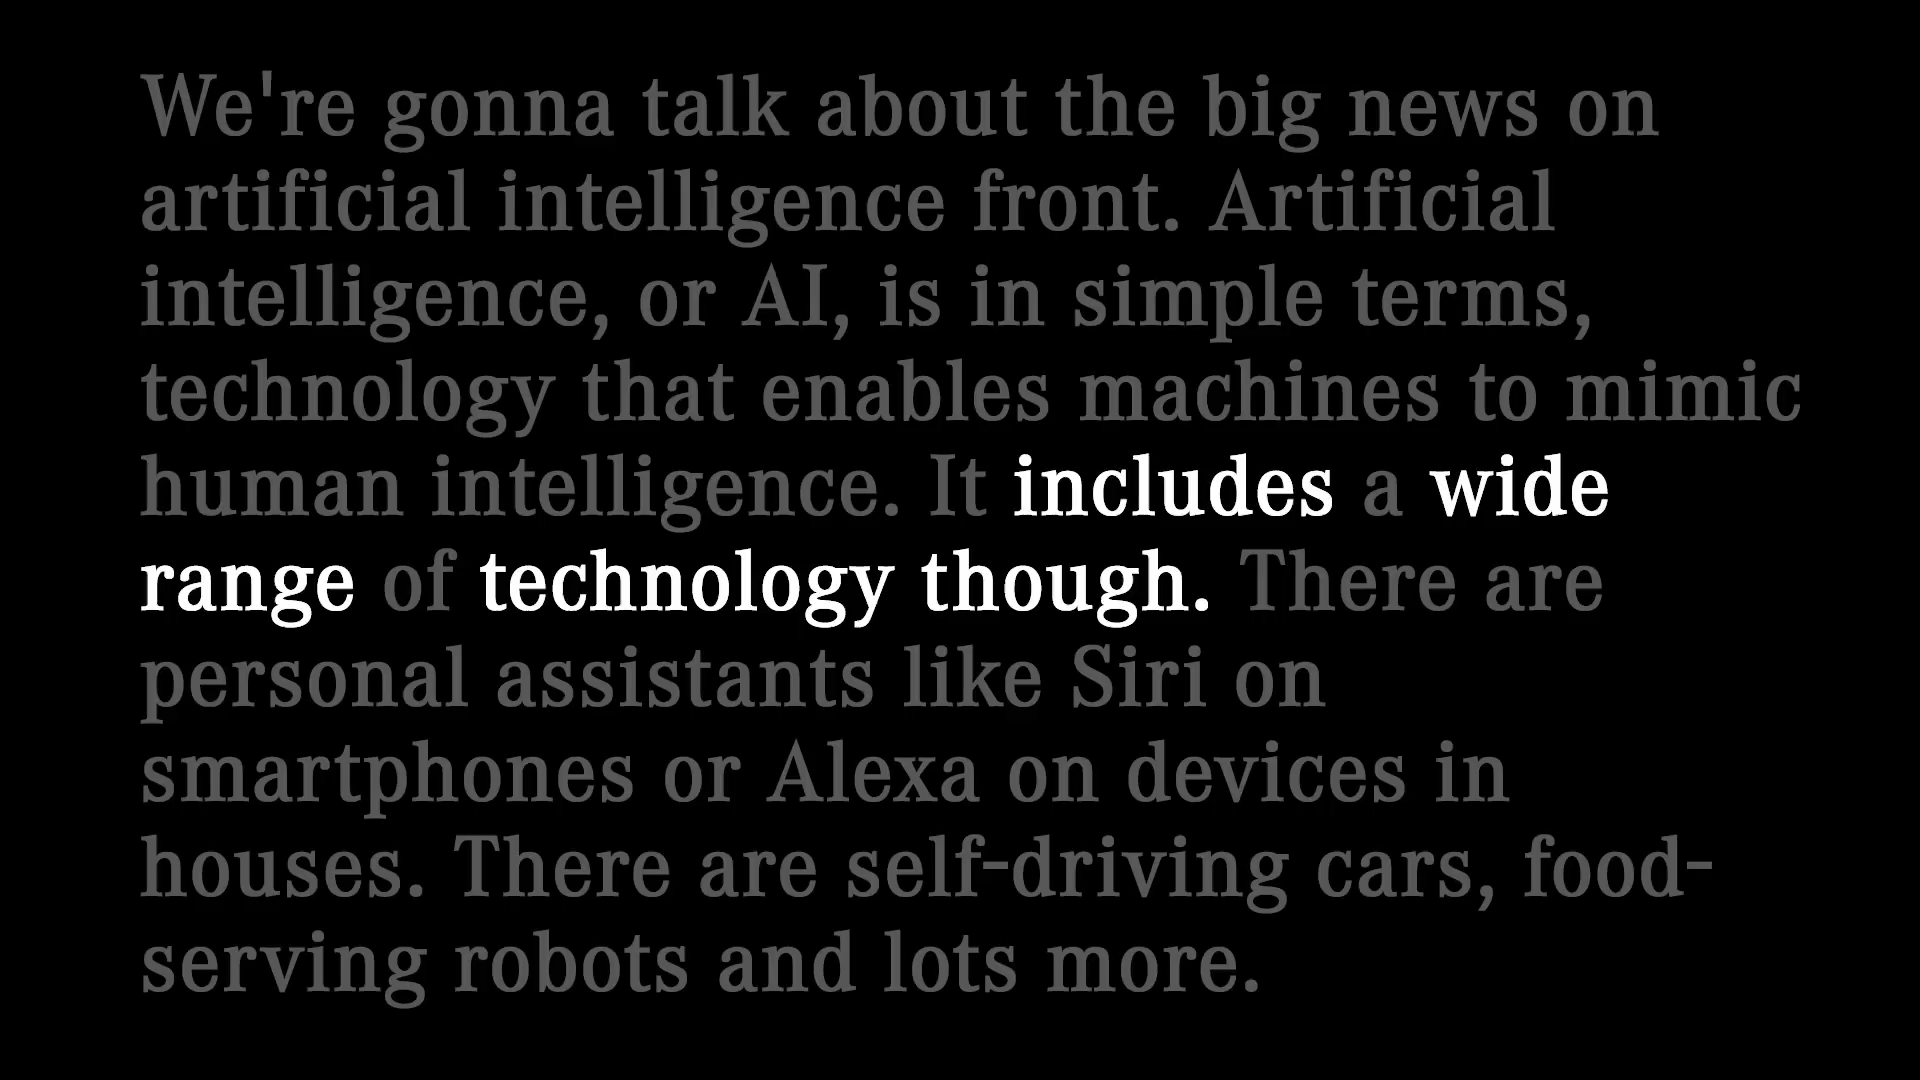 We're gonna talk about the big news on
artificial intelligence front. Artificial
intelligence, or AI, is in simple terms,
technology that enables machines to mimic
human intelligence. It includes a wide
range of technology though. There are
personal assistants like Siri on
smartphones or Alexa on devices in
houses. There are self-driving cars, food-
serving robots and lots more.